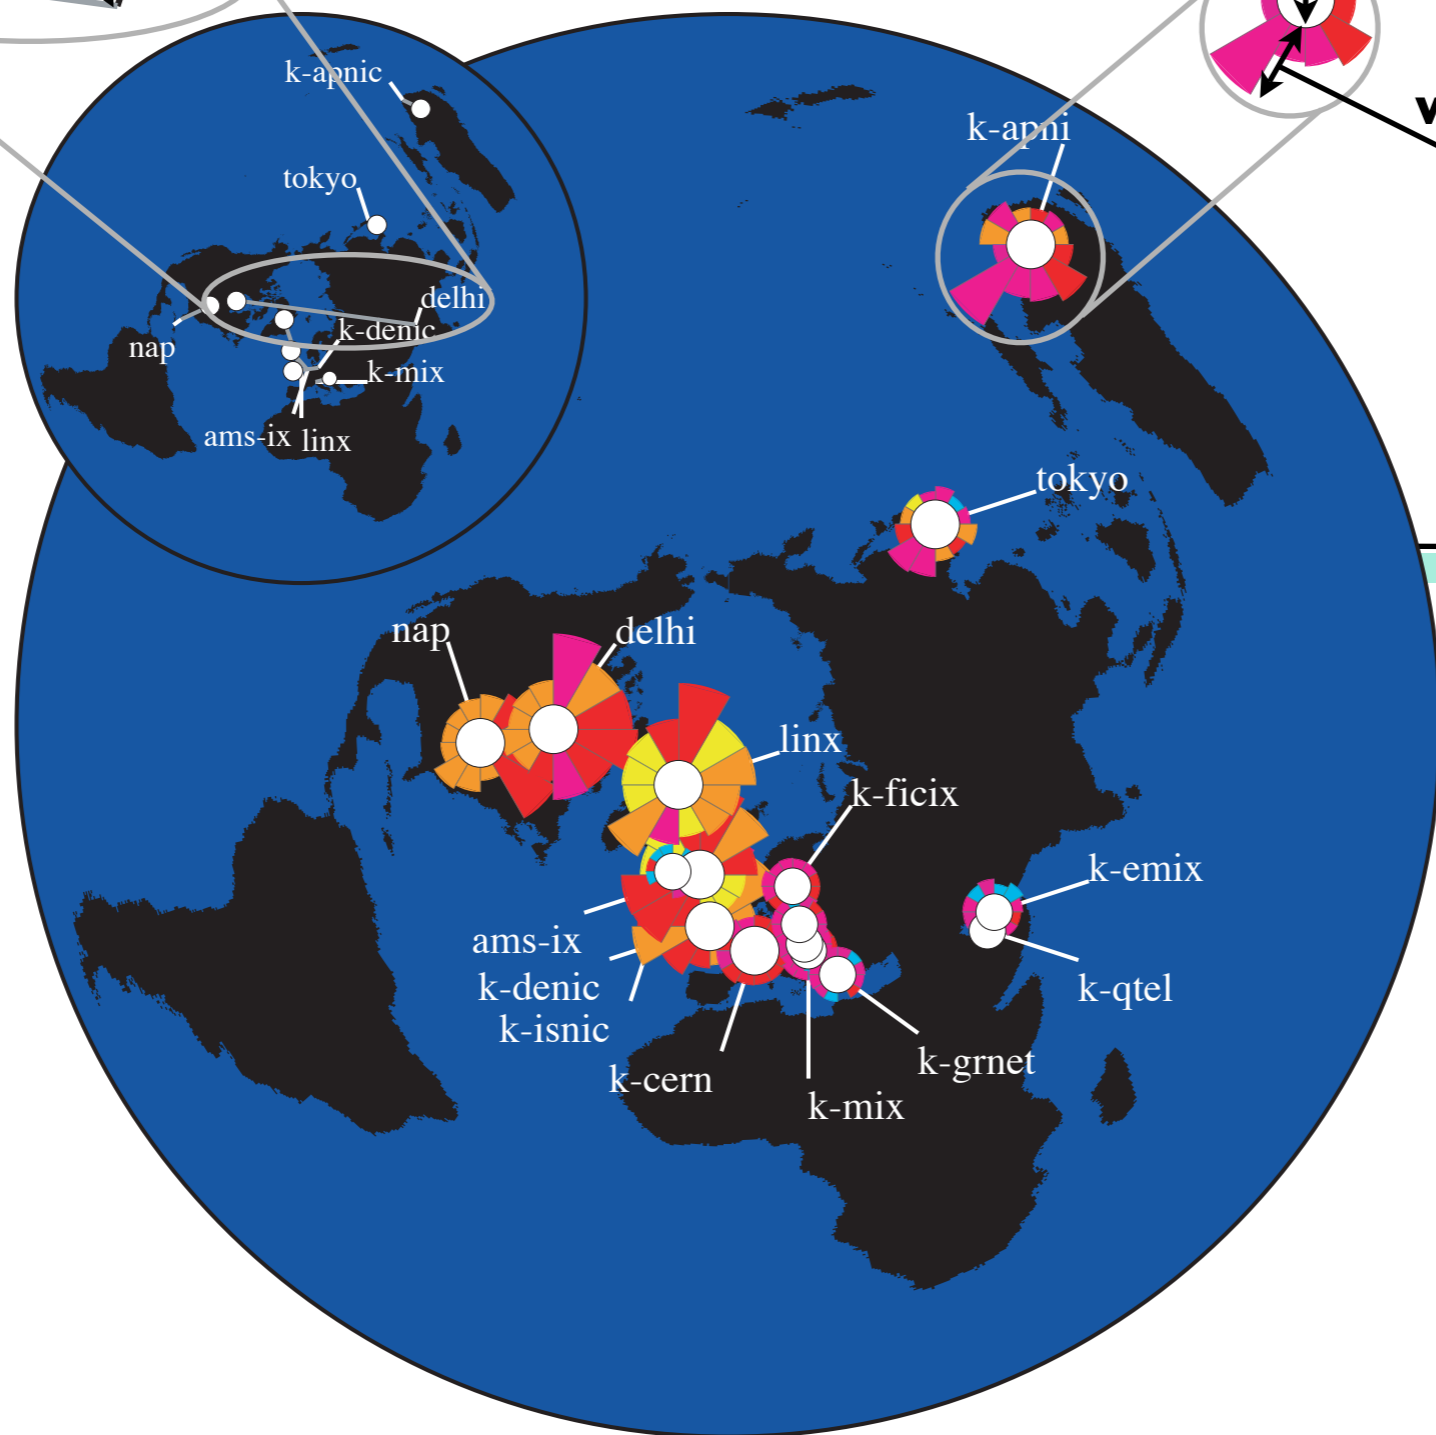 k-apnic
tokyo
delhi
k-denic
nap
k-mix
ams-ix linx
k-apni
tokyo
nap
delhi
linx
k-ficix
k-emix
ams-ix
k-denic
k-qtel
k-isnic
k-grnet
k-cern
k-mix